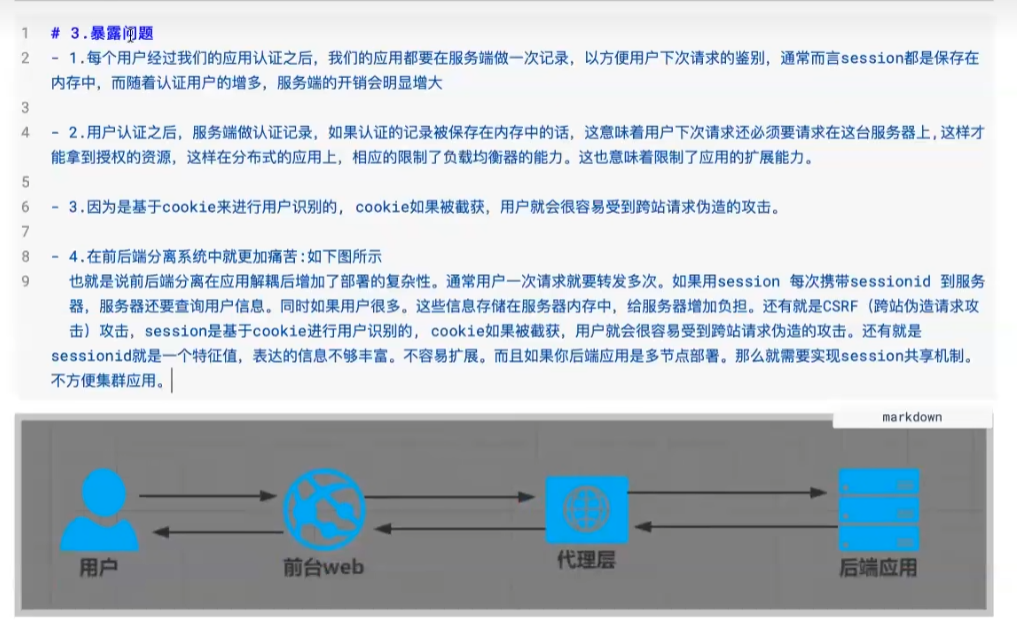 1 # 3.暴露问题
2 - 1.每个用户经过我们的应用认证之后，我们的应用都要在服务端做一次记录，以方便用户下次请求的鉴别，通常而言session都是保存在
内存中，而随着认证用户的增多，服务端的开销会明显增大
3
4 - 2.用户认证之后，服务端做认证记录，如果认证的记录被保存在内存中的话，这意味着用户下次请求还必须要请求在这台服务器上,这样才
能拿到授权的资源，这样在分布式的应用上，相应的限制了负载均衡器的能力。这也意味着限制了应用的扩展能力。
5
6 - 3.因为是基于cookie来进行用户识别的, cookie如果被截获，用户就会很容易受到跨站请求伪造的攻击。
7
8 - 4.在前后端分离系统中就更加痛苦:如下图所示
9 也就是说前后端分离在应用解耦后增加了部署的复杂性。通常用户一次请求就要转发多次。如果用session 每次携带sessionid 到服务
器，服务器还要查询用户信息。同时如果用户很多。这些信息存储在服务器内存中，给服务器增加负担。还有就是CSRF（跨站伪造请求攻
击）攻击，session是基于cookie进行用户识别的, cookie如果被截获，用户就会很容易受到跨站请求伪造的攻击。还有就是
sessionid就是一个特征值，表达的信息不够丰富。不容易扩展。而且如果你后端应用是多节点部署。那么就需要实现session共享机制。
不方便集群应用。
markdown
用户
前台web
代理层
后端应用